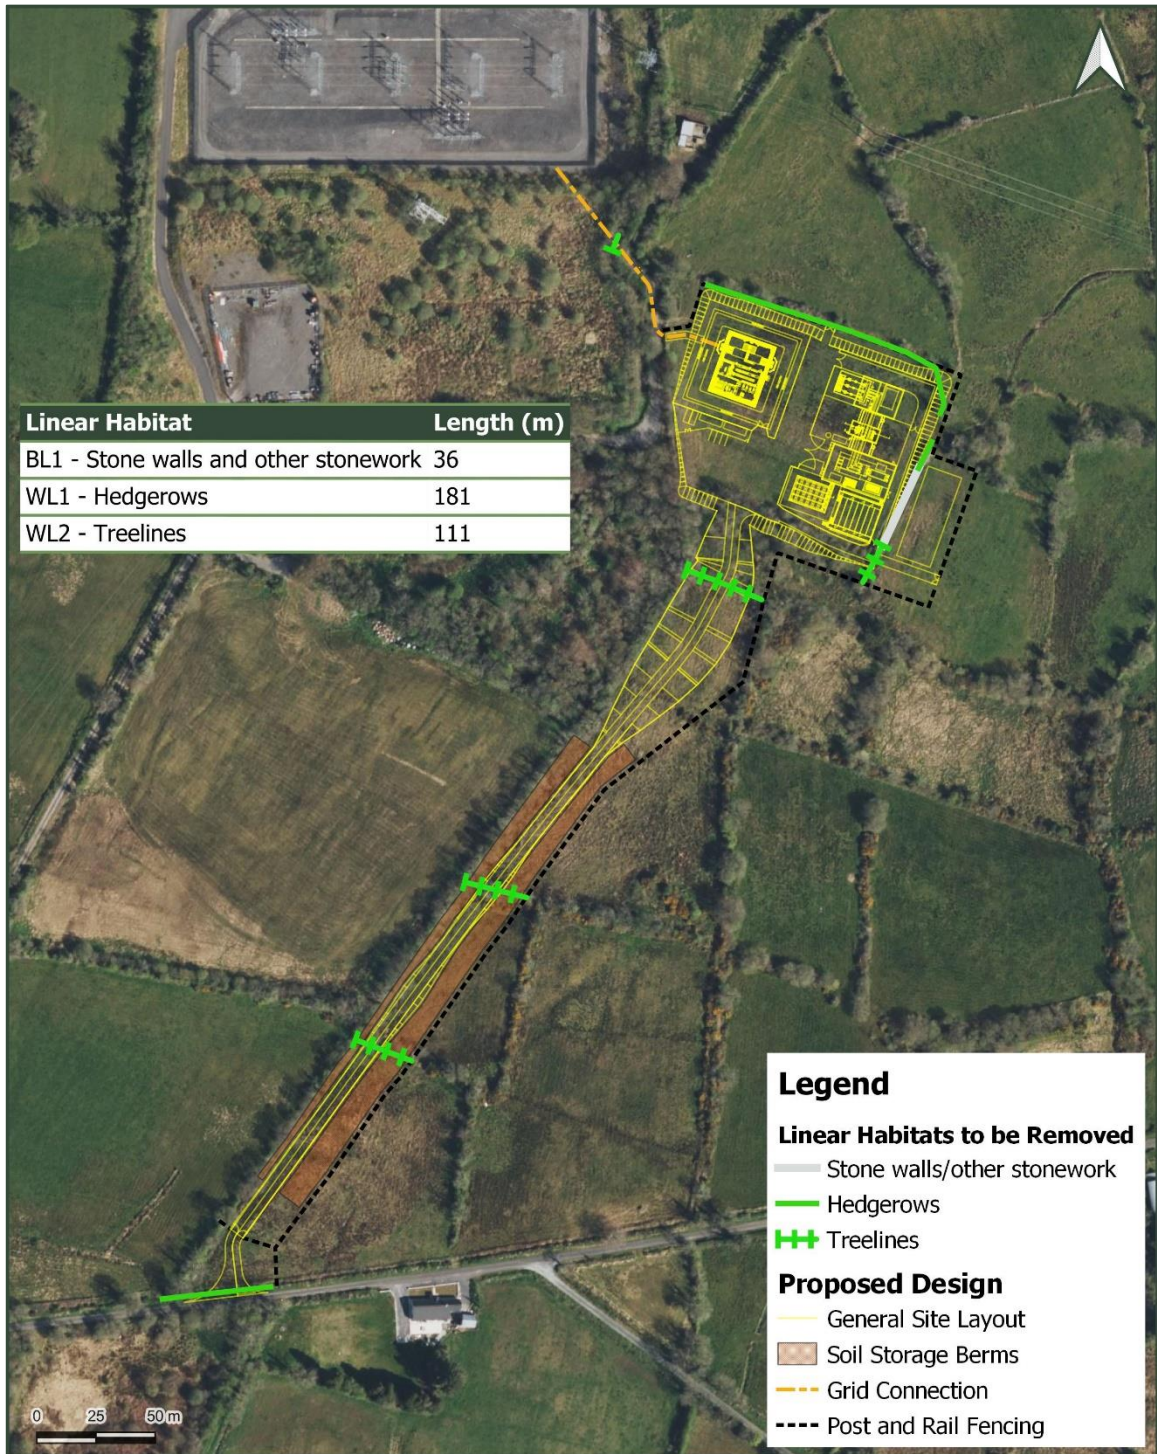 Linear Habitat Length (m)
BL1 - Stone walls and other stonework 36
WL1 - Hedgerows 181
WL2 - Treelines 111
Legend
Linear Habitats to be Removed
Stone walls/other stonework
Hedgerows
Treelines
Proposed Design
General Site Layout
Soil Storage Berms
Grid Connection
Post and Rail Fencing
0 25 50 m